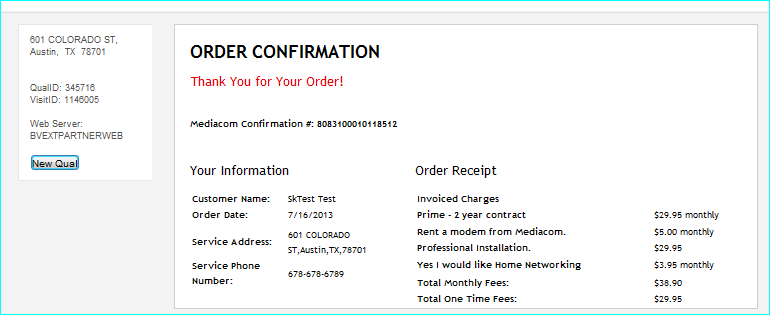 601 COLORADO ST,
Austin, TX 78701
QualID: 345716
VisitID: 1146005
Web Server:
BVEXTPARTNERWEB
New Qual
ORDER CONFIRMATION
Thank You for Your Order!
Mediacom Confirmation #: 8083100010118512
Your Information
Customer Name: SkTest Test
Order Date: 7/16/2013
Service Address: 601 COLORADO
ST,Austin,TX,78701
Service Phone
Number: 678-678-6789
Order Receipt
Invoiced Charges
Prime - 2 year contract $29.95 monthly
Rent a modem from Mediacom. $5.00 monthly
Professional Installation. $29.95
Yes I would like Home Networking $3.95 monthly
Total Monthly Fees: $38.90
Total One Time Fees: $29.95